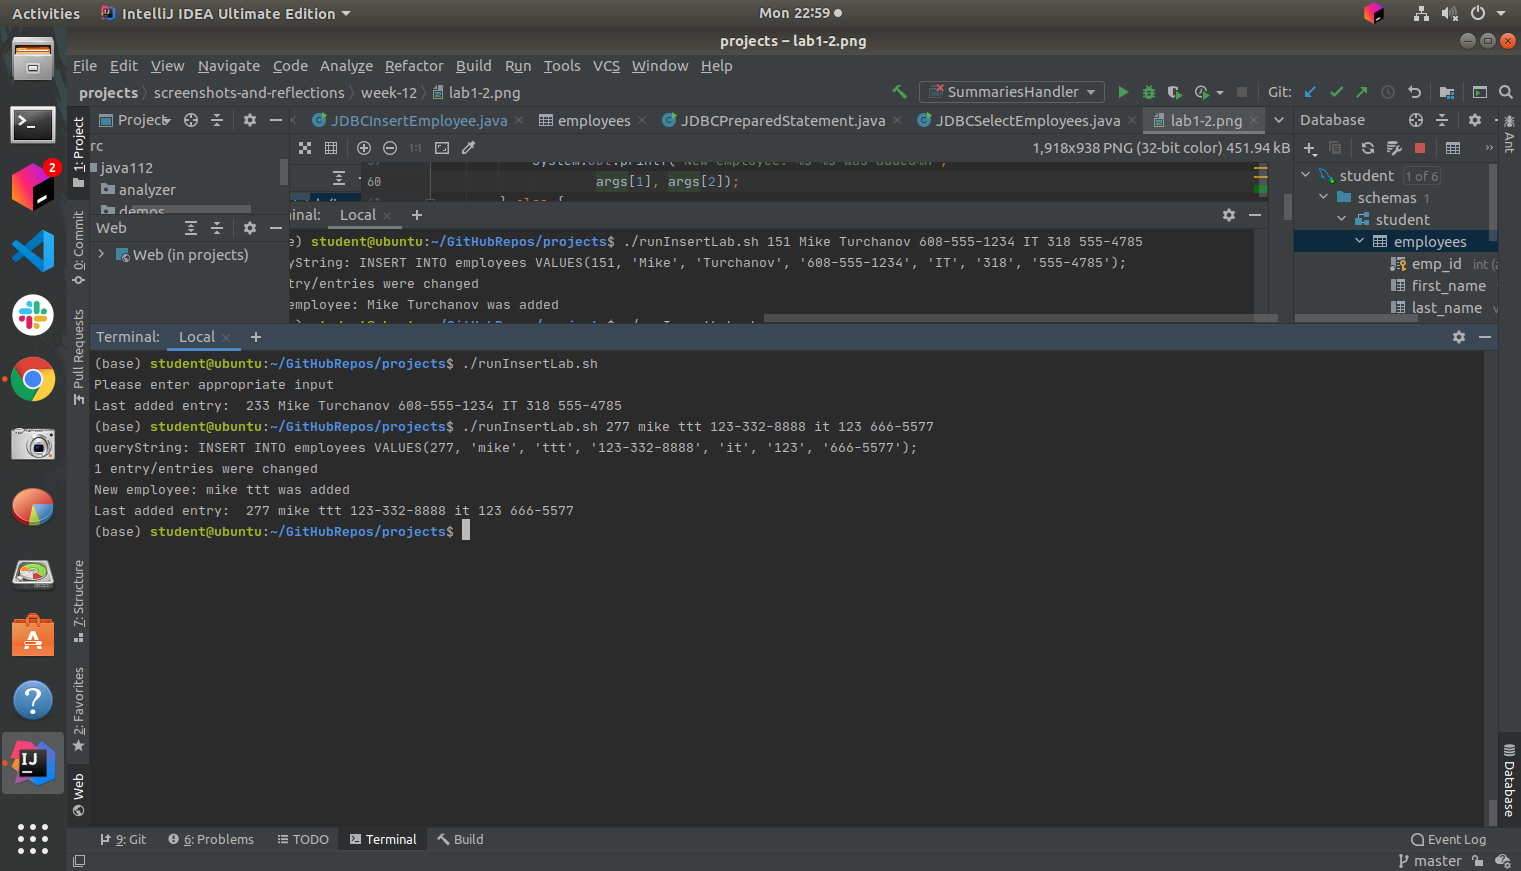 Activities IntelliJ IDEA Ultimate Edition Mon 22:59
projects – lab1-2.png
File Edit View Navigate Code Analyze Refactor Build Run Tools VCS Window Help
projects screenshots-and-reflections week-12 lab1-2.png SummariesHandler Git:
Project JDBCInsertEmployee.java employees JDBCPreparedStatement.java JDBCSelectEmployees.java lab1-2.png Database
1:1 1,918x938 PNG (32-bit color) 451.94 kB
rc
java112
analyzer
demos
60 args[1], args[2]);
Web
Web (in projects)
inal: Local +
e) student@ubuntu:~/GitHubRepos/projects$ ./runInsertLab.sh 151 Mike Turchanov 608-555-1234 IT 318 555-4785
yString: INSERT INTO employees VALUES(151, 'Mike', 'Turchanov', '608-555-1234', 'IT', '318', '555-4785');
try/entries were changed
employee: Mike Turchanov was added
student 1 of 6
schemas 1
student
employees
emp_id int (a
first_name
last_name v
Terminal: Local +
(base) student@ubuntu:~/GitHubRepos/projects$ ./runInsertLab.sh
Please enter appropriate input
Last added entry:  233 Mike Turchanov 608-555-1234 IT 318 555-4785
(base) student@ubuntu:~/GitHubRepos/projects$ ./runInsertLab.sh 277 mike ttt 123-332-8888 it 123 666-5577
queryString: INSERT INTO employees VALUES(277, 'mike', 'ttt', '123-332-8888', 'it', '123', '666-5577');
1 entry/entries were changed
New employee: mike ttt was added
Last added entry:  277 mike ttt 123-332-8888 it 123 666-5577
(base) student@ubuntu:~/GitHubRepos/projects$
1: Project
0: Commit
Pull Requests
7: Structure
2: Favorites
Web
Ant
Database
2
IJ
9: Git 6: Problems TODO Terminal Build Event Log
master